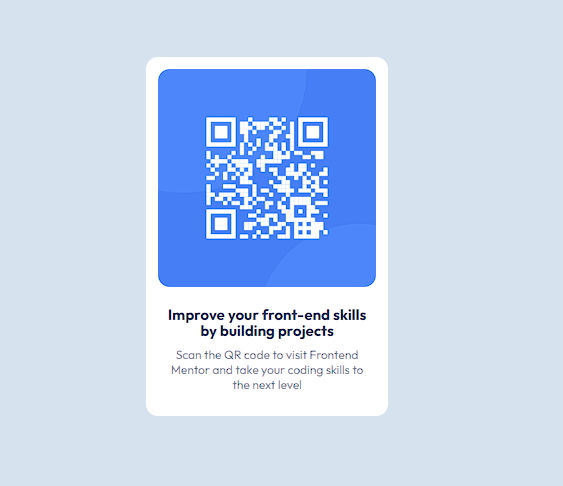 Improve your front-end skills
by building projects
Scan the QR code to visit Frontend
Mentor and take your coding skills to
the next level